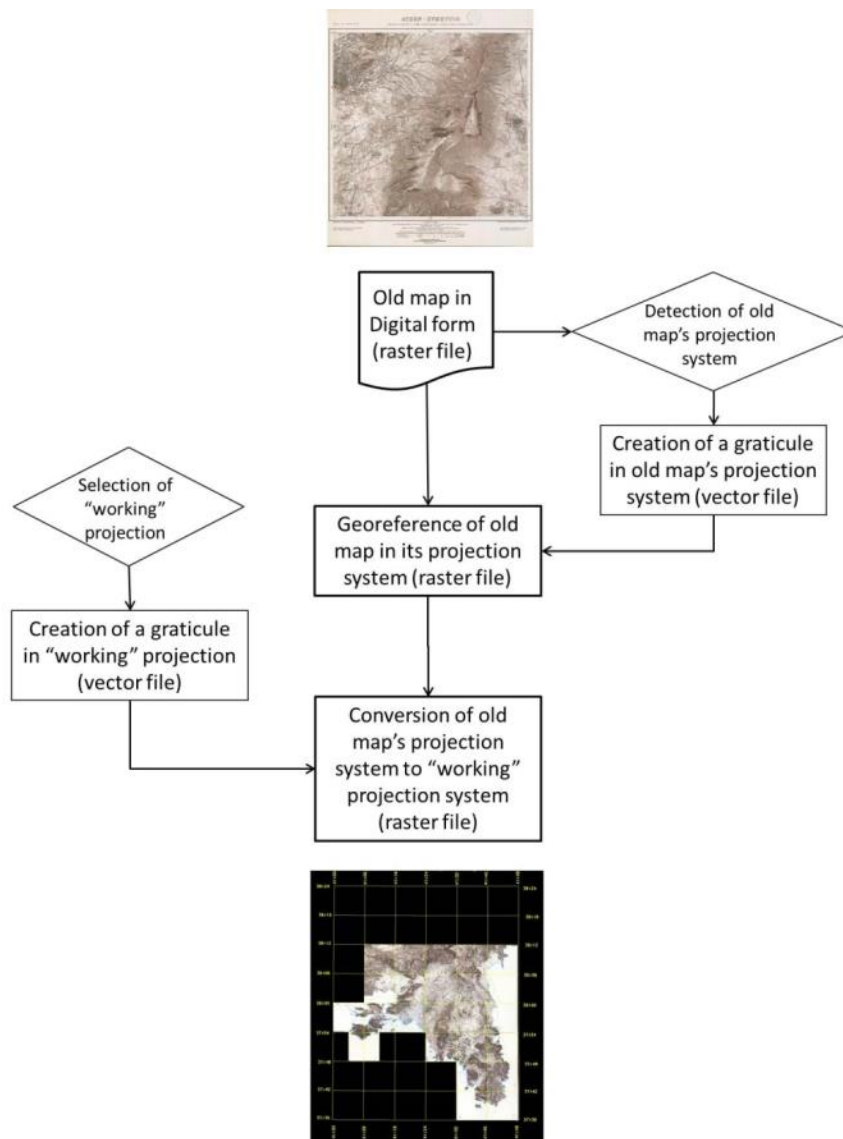 Old map in
Digital form
(raster file)
Detection of old
map's projection
system
Creation of a graticule
in old map's projection
system (vector file)
Selection of
"working"
projection
Georeference of old
map in its projection
system (raster file)
Creation of a graticule
in "working" projection
(vector file)
Conversion of old
map's projection
system to "working"
projection system
(raster file)